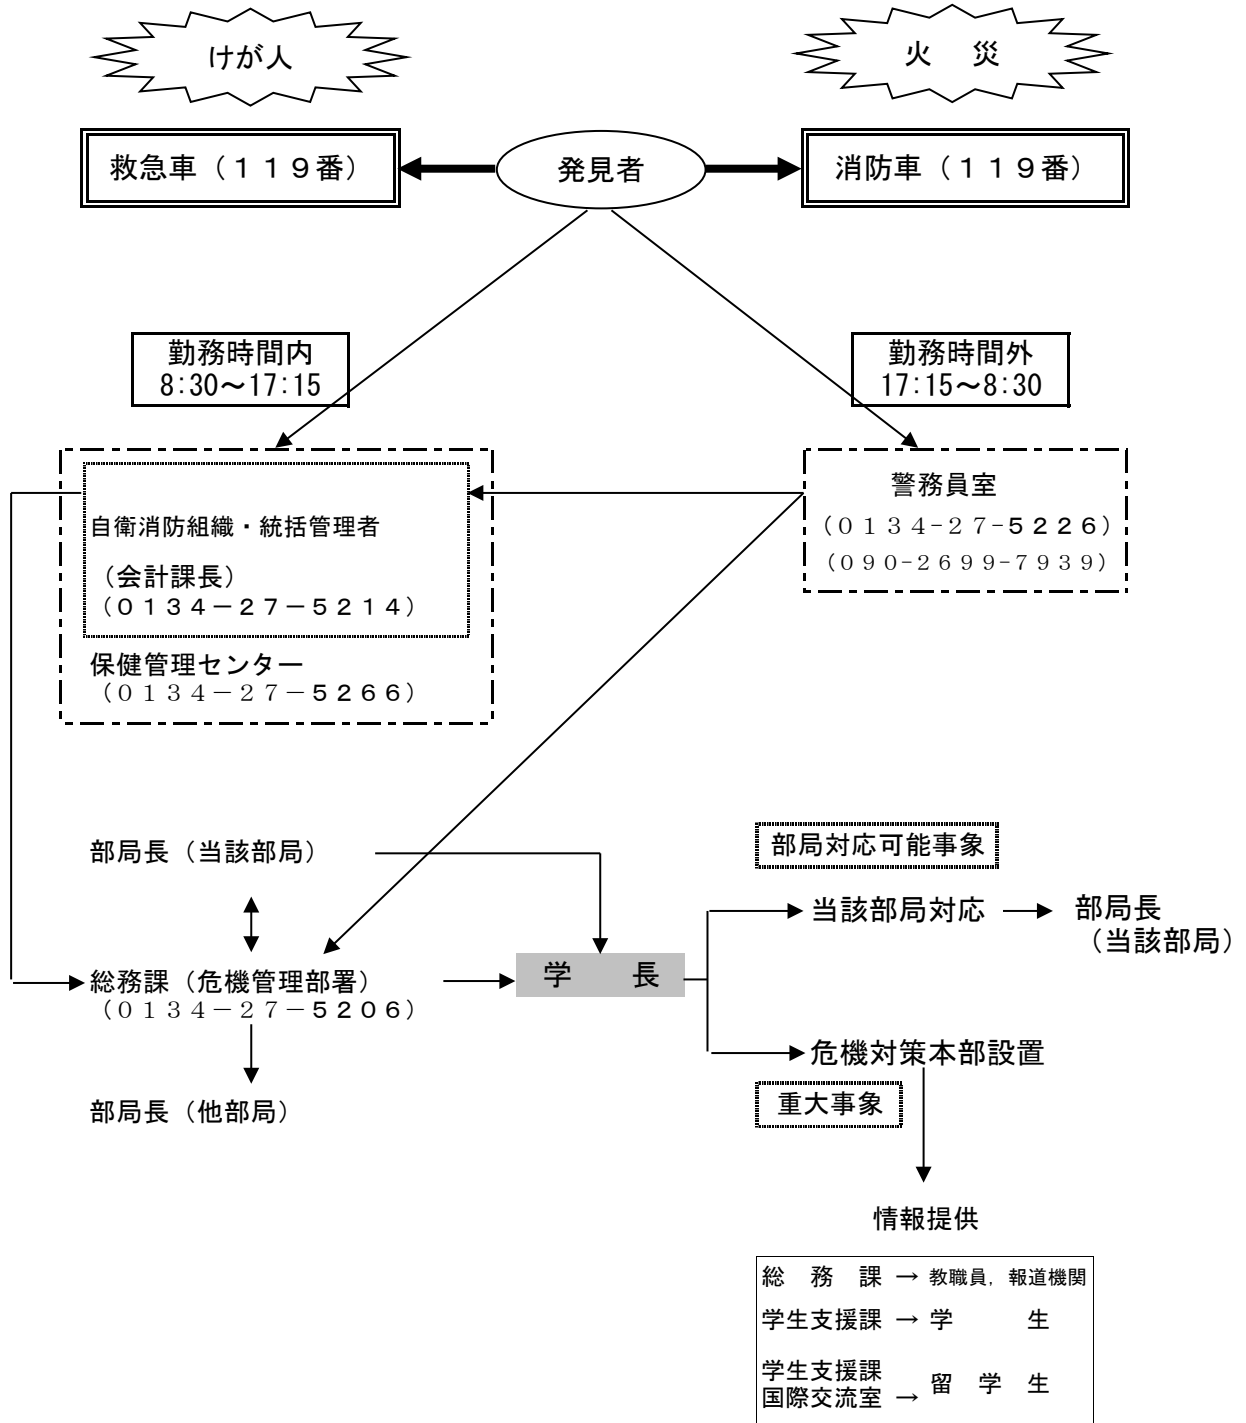 けが人
火　災
救急車（１１９番）
発見者
消防車（１１９番）
勤務時間内
8:30～17:15
勤務時間外
17:15～8:30
自衛消防組織・統括管理者
（会計課長）
（０１３４－２７－５２１４）
保健管理センター
（０１３４－２７－５２６６）
警務員室
（０１３４-２７-５２２６）
（０９０-２６９９-７９３９）
部局長（当該部局）
総務課（危機管理部署）
（０１３４－２７－５２０６）
部局長（他部局）
学　　長
部局対応可能事象
当該部局対応
部局長
（当該部局）
危機対策本部設置
重大事象
情報提供
総　務　課 → 教職員，報道機関
学生支援課 → 学　　　生
学生支援課
国際交流室 → 留　学　生